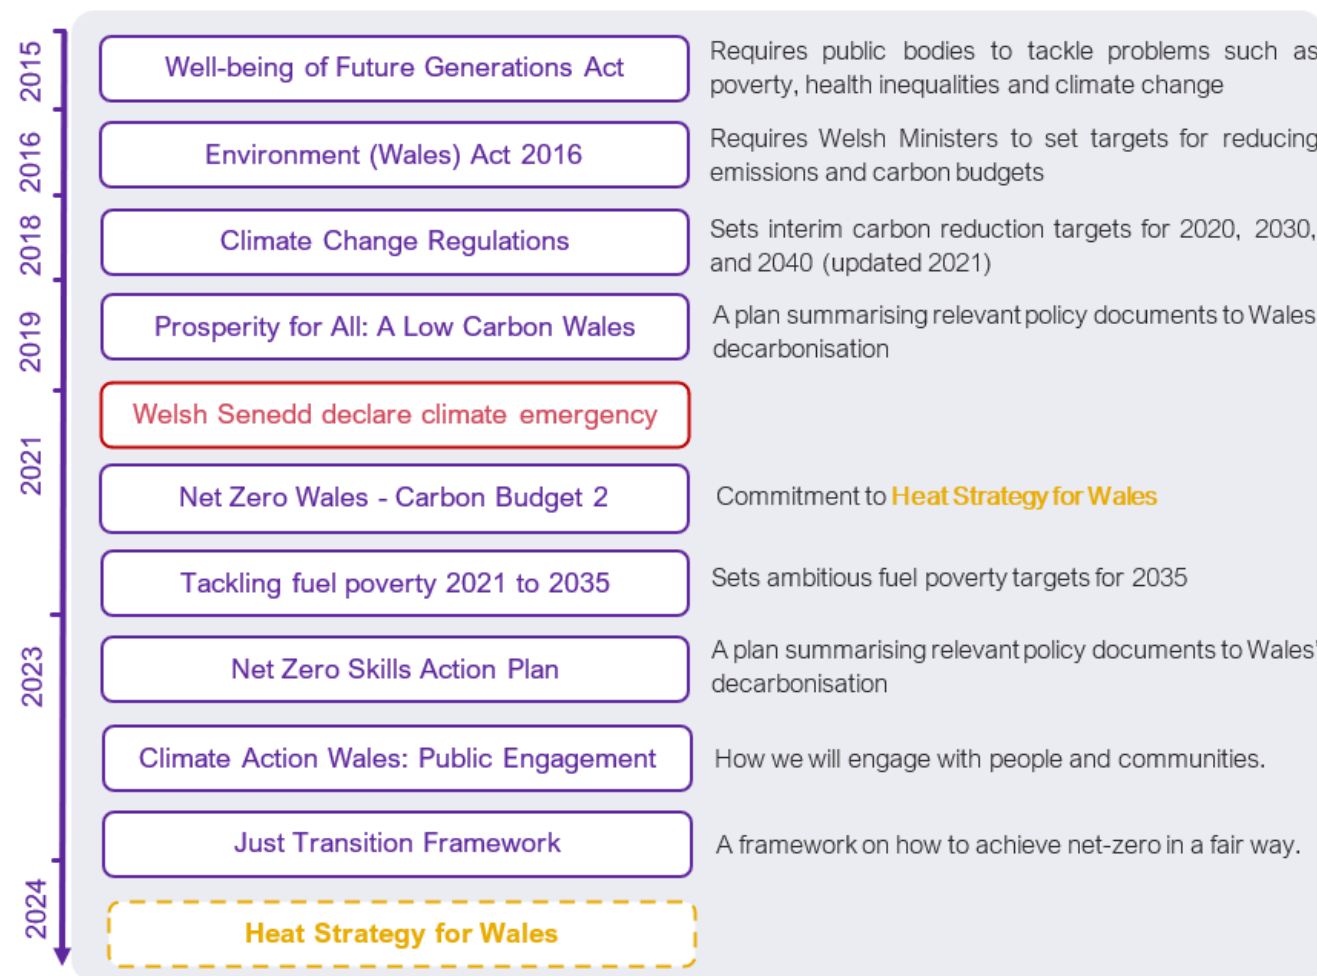 2015
Well-being of Future Generations Act
Requires public bodies to tackle problems such as
poverty, health inequalities and climate change
2016
Environment (Wales) Act 2016
Requires Welsh Ministers to set targets for reducing
emissions and carbon budgets
2018
Climate Change Regulations
Sets interim carbon reduction targets for 2020, 2030,
and 2040 (updated 2021)
2019
Prosperity for All: A Low Carbon Wales
A plan summarising relevant policy documents to Wales
decarbonisation
2021
Welsh Senedd declare climate emergency
Net Zero Wales - Carbon Budget 2
Commitment to Heat Strategy for Wales
Tackling fuel poverty 2021 to 2035
Sets ambitious fuel poverty targets for 2035
2023
Net Zero Skills Action Plan
A plan summarising relevant policy documents to Wales'
decarbonisation
Climate Action Wales: Public Engagement
How we will engage with people and communities.
Just Transition Framework
A framework on how to achieve net-zero in a fair way.
2024
Heat Strategy for Wales